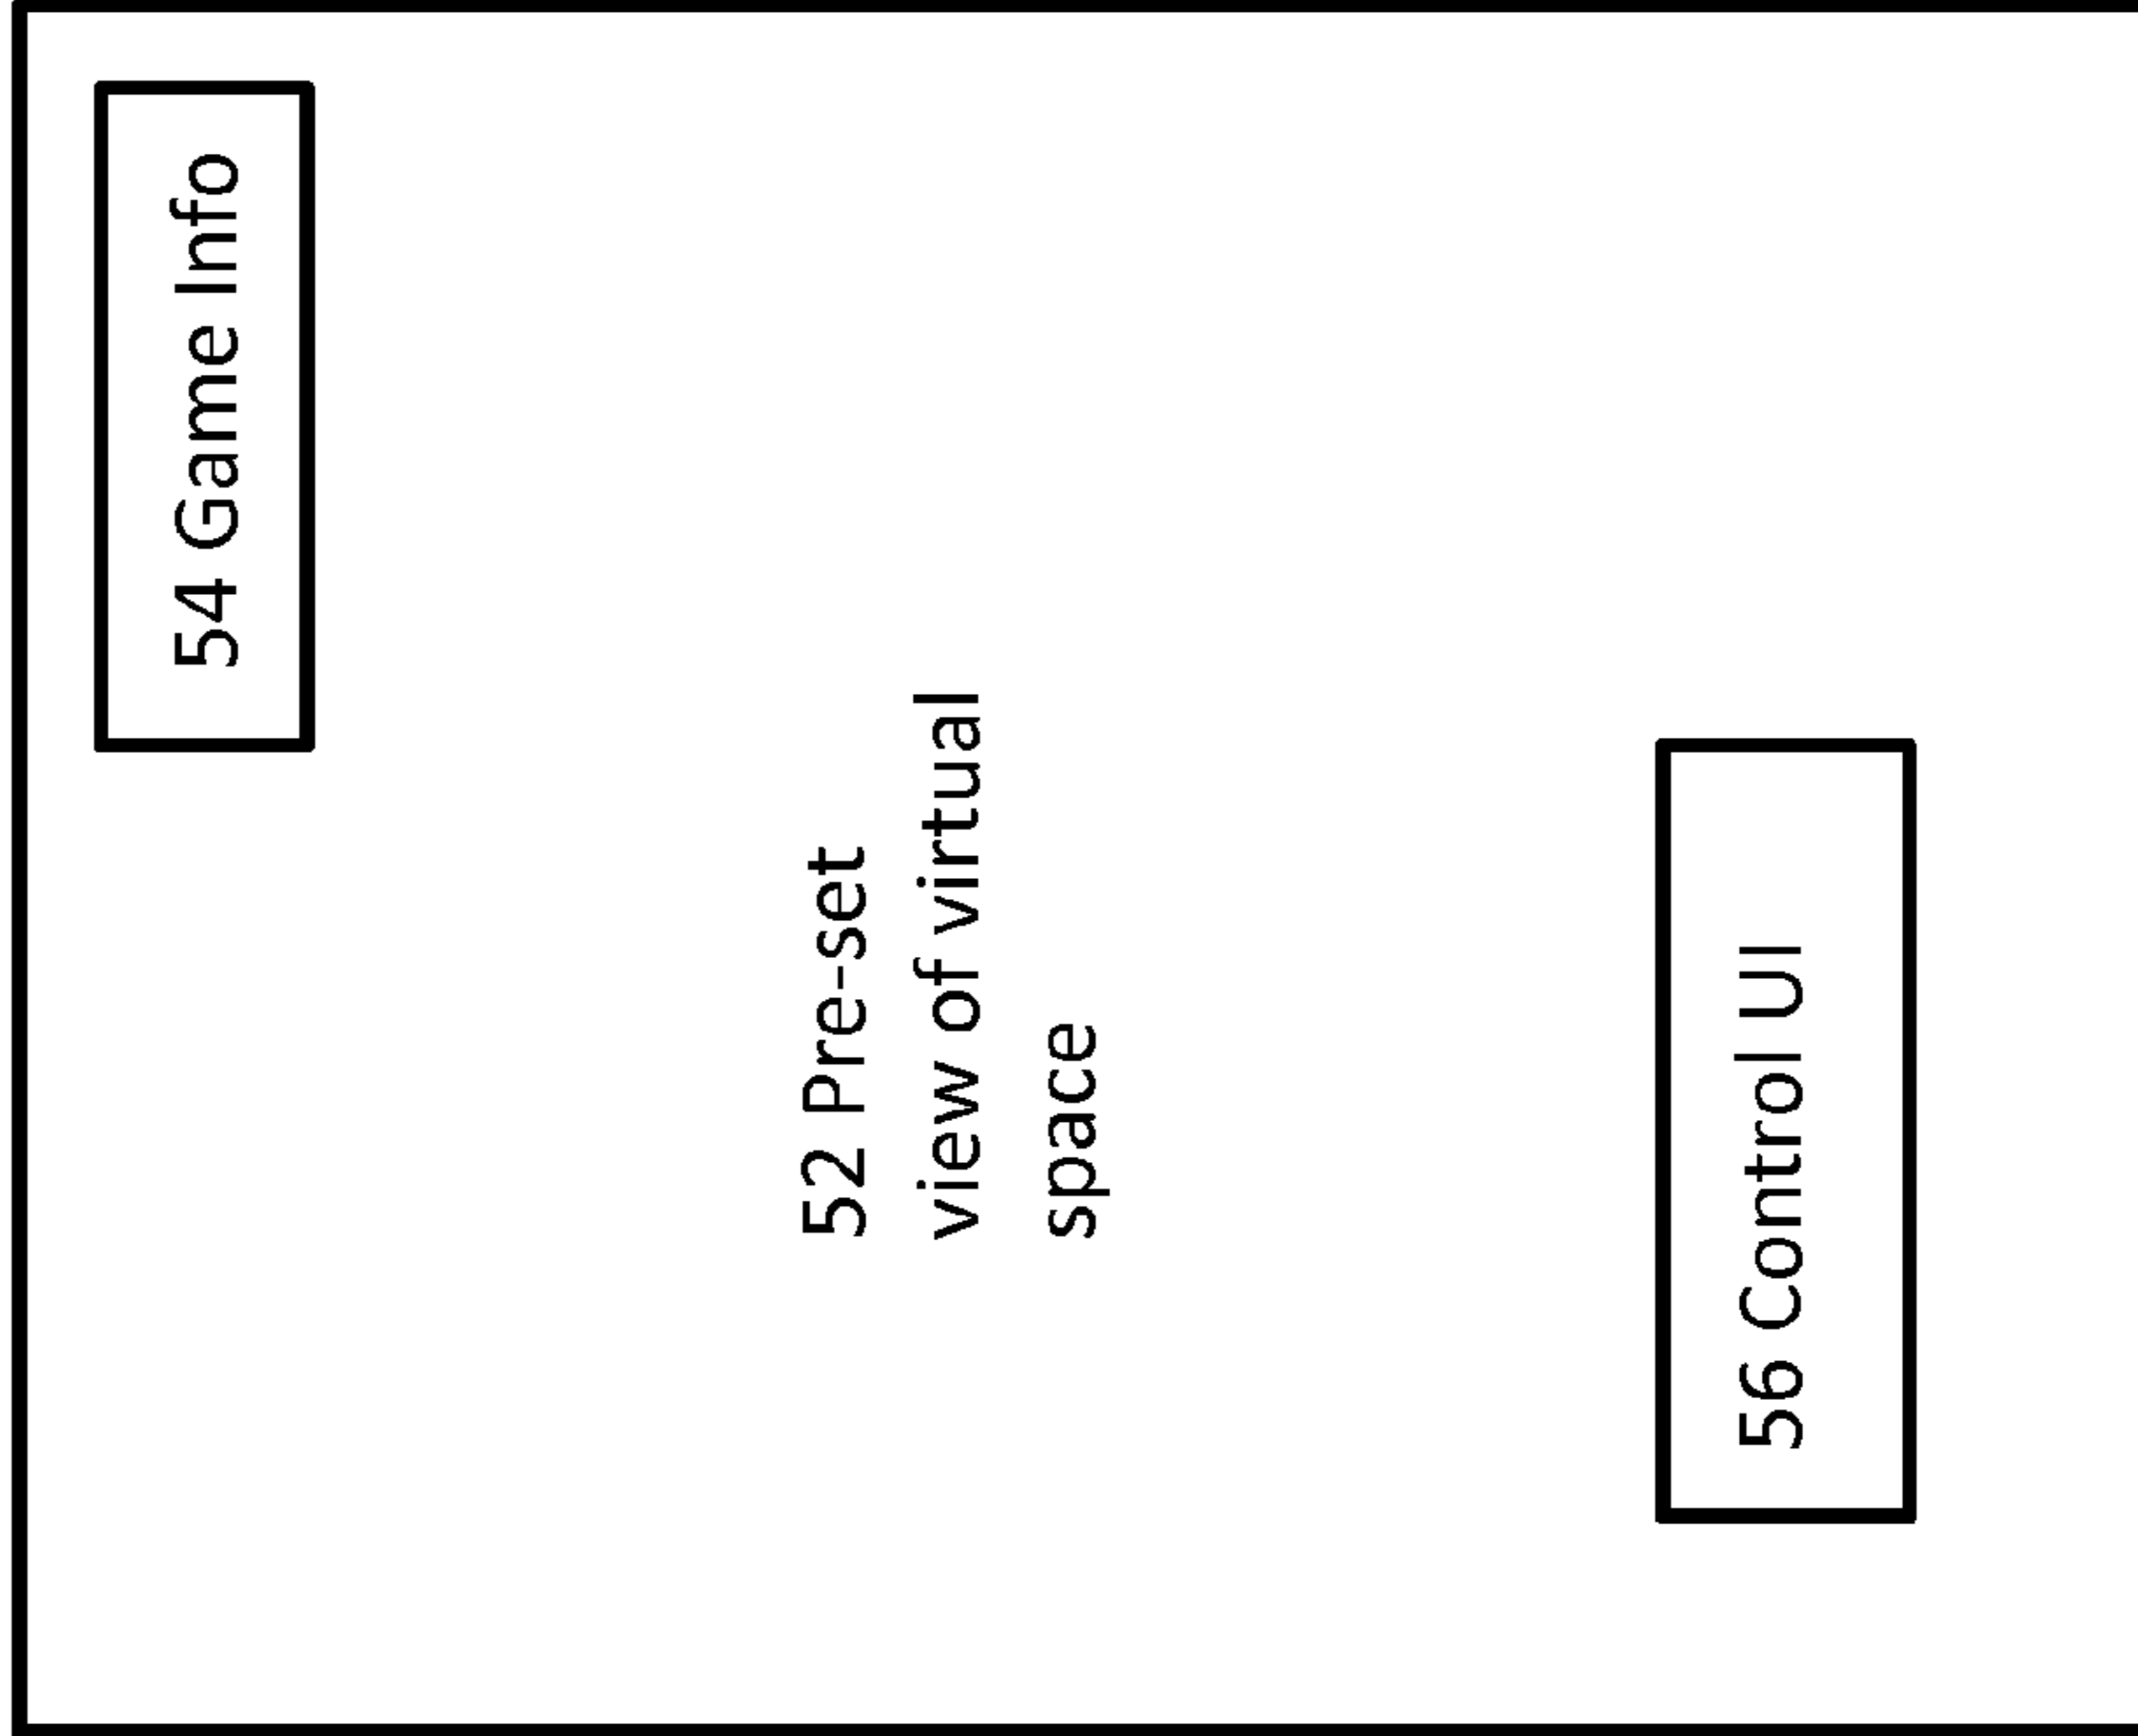 54 Game Info
52 Pre-set
view of virtual
space
56 Control UI